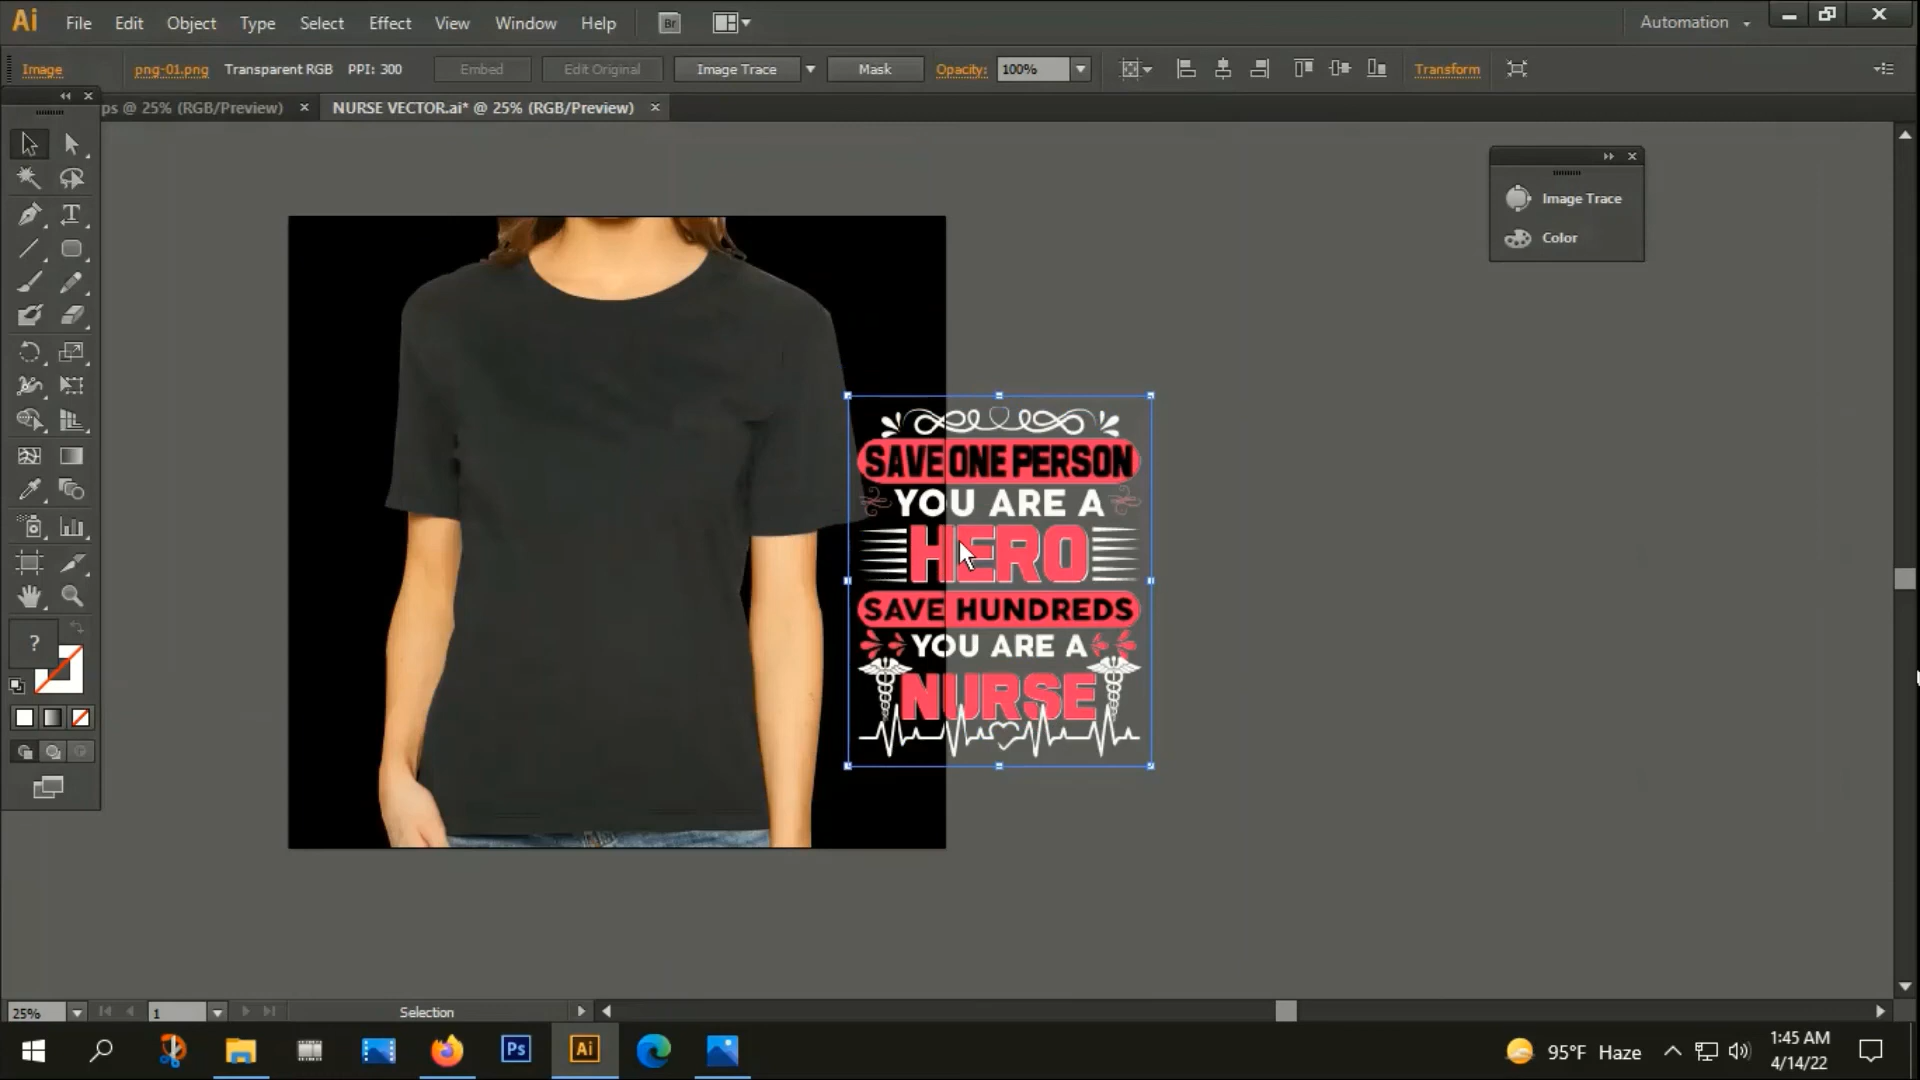 Ai File Edit Object Type Select Effect View Window Help Br Automation
Image png-01.png Transparent RGB PPI: 300 Embed Edit Original Image Trace Mask Opacity: 100% Transform
ps @ 25% (RGB/Preview) × NURSE VECTOR.ai* @ 25% (RGB/Preview) ×
Image Trace
Color
SAVE ONE PERSON
YOU ARE A
HERO
SAVE HUNDREDS
YOU ARE A
NURSE
?
25% 1 Selection
Ps Ai 95°F Haze 1:45 AM
4/14/22